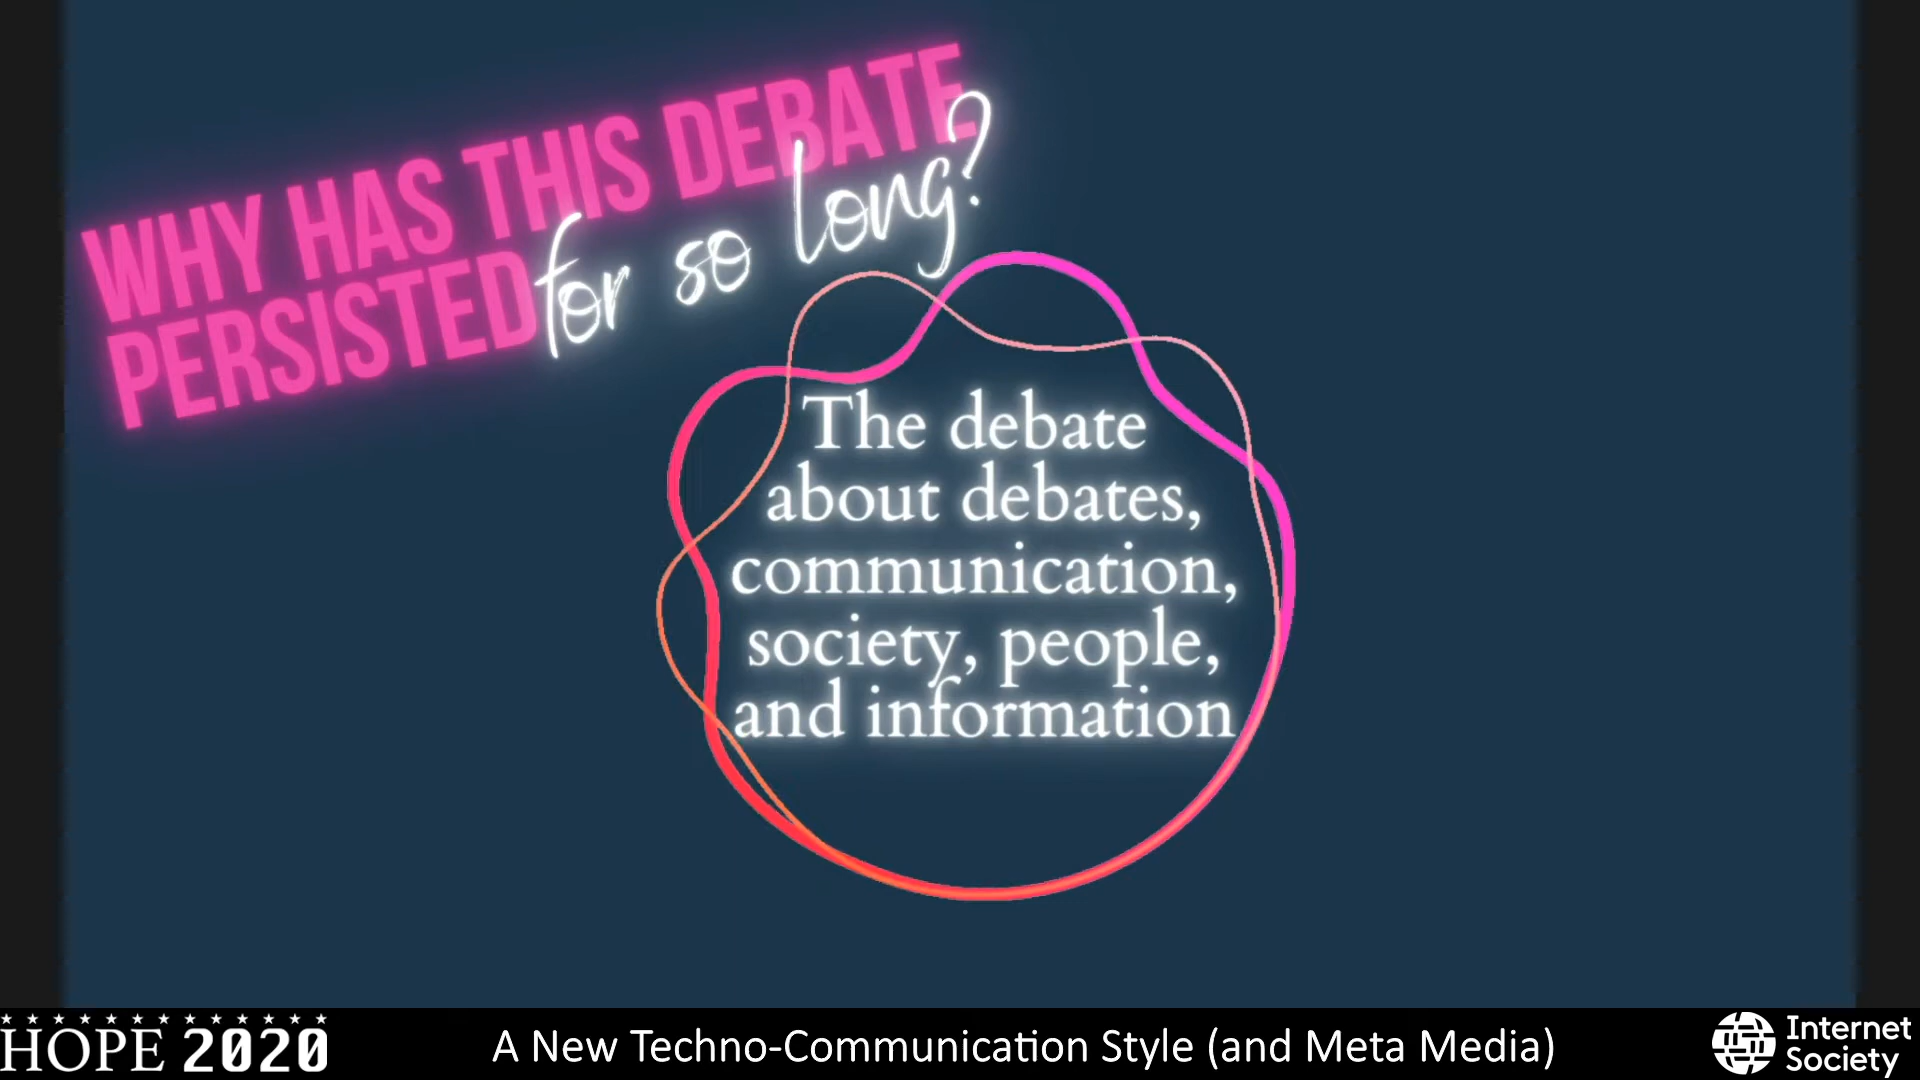 WHY HAS THIS DEBATE
PERSISTED for so long?
The debate
about debates,
communication,
society, people,
and information
HOPE 2020
A New Techno-Communication Style (and Meta Media)
Internet
Society